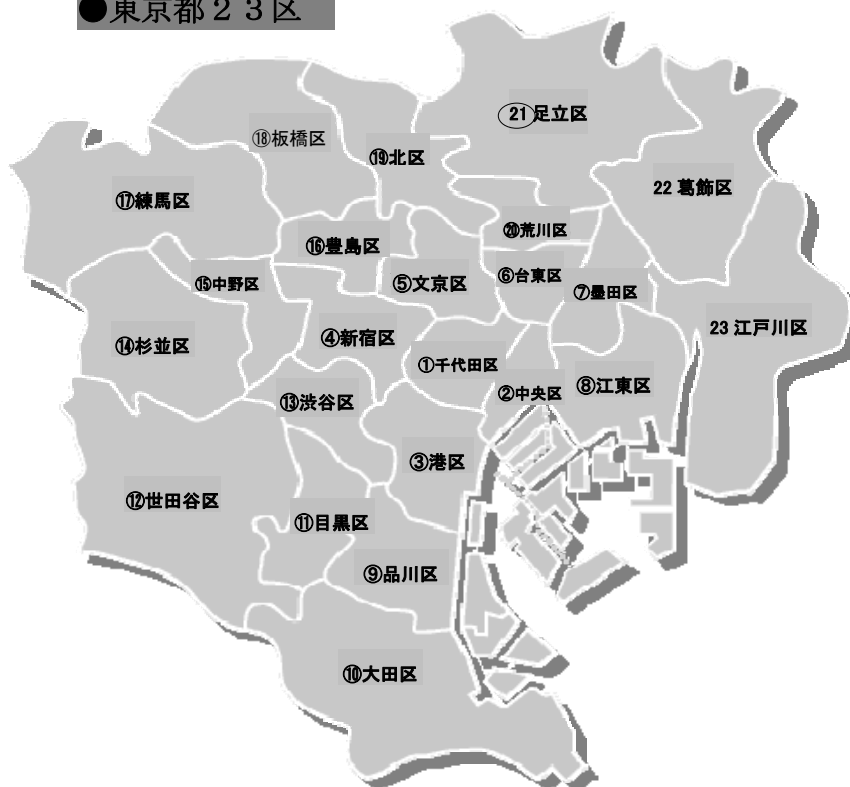 ●東京都２３区
㉑足立区
⑱板橋区
⑲北区
22 葛飾区
⑰練馬区
⑳荒川区
⑯豊島区
⑥台東区
⑤文京区
⑮中野区
⑦墨田区
23 江戸川区
④新宿区
⑭杉並区
①千代田区
⑧江東区
②中央区
⑬渋谷区
③港区
⑫世田谷区
⑪目黒区
⑨品川区
⑩大田区